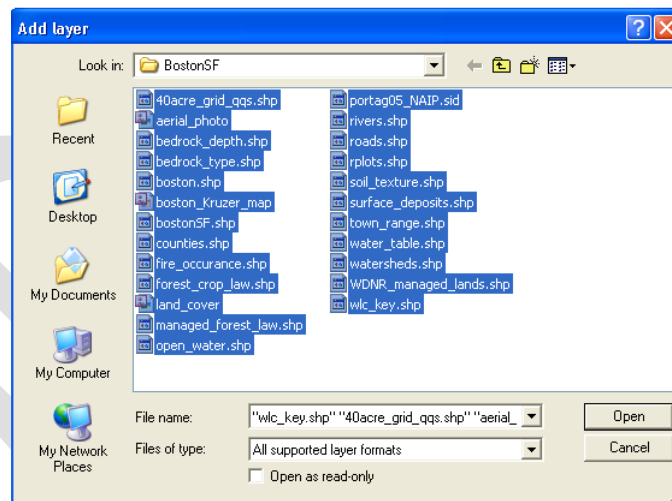 Add layer
Look in: BostonSF
Recent
Desktop
My Documents
My Computer
My Network
Places
40acre_grid_qqs.shp
aerial_photo
bedrock_depth.shp
bedrock_type.shp
boston.shp
boston_Kruzer_map
bostonSF.shp
counties.shp
fire_occurance.shp
forest_crop_law.shp
land_cover
managed_forest_law.shp
open_water.shp
portag05_NAIP.sid
rivers.shp
roads.shp
rplots.shp
soil_texture.shp
surface_deposits.shp
town_range.shp
water_table.shp
watersheds.shp
WDNR_managed_lands.shp
wlc_key.shp
File name: "wlc_key.shp" "40acre_grid_qqs.shp" "aerial_ Open
Files of type: All supported layer formats Cancel
Open as read-only